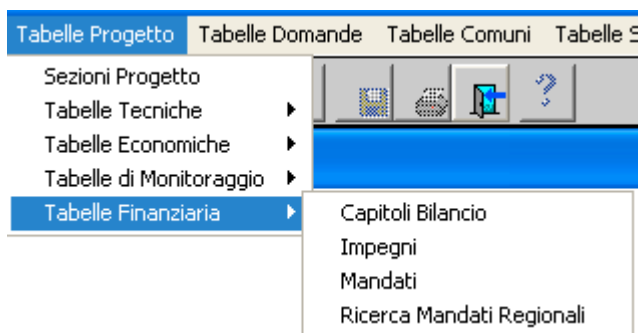 Tabelle Progetto Tabelle Domande Tabelle Comuni Tabelle S
Sezioni Progetto
Tabelle Tecniche
Tabelle Economiche
Tabelle di Monitoraggio
Tabelle Finanziaria
Capitoli Bilancio
Impegni
Mandati
Ricerca Mandati Regionali